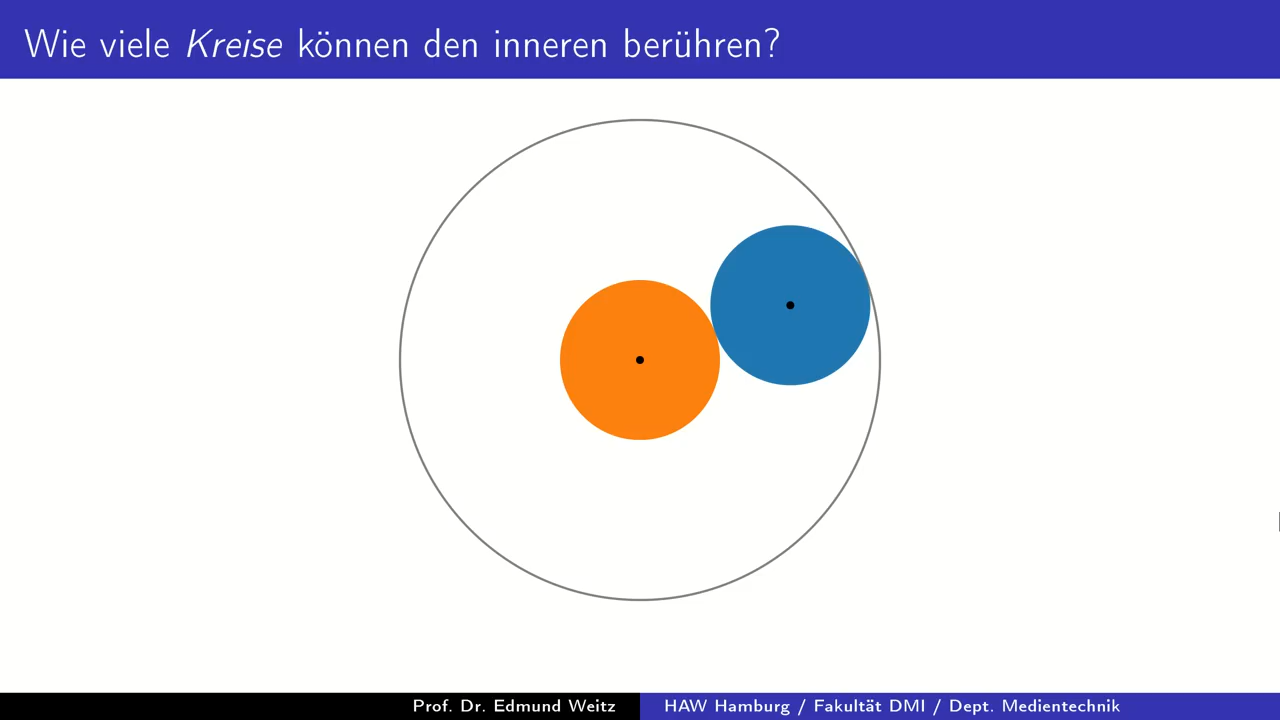 Wie viele Kreise können den inneren berühren?
Prof. Dr. Edmund Weitz
HAW Hamburg / Fakultät DMI / Dept. Medientechnik